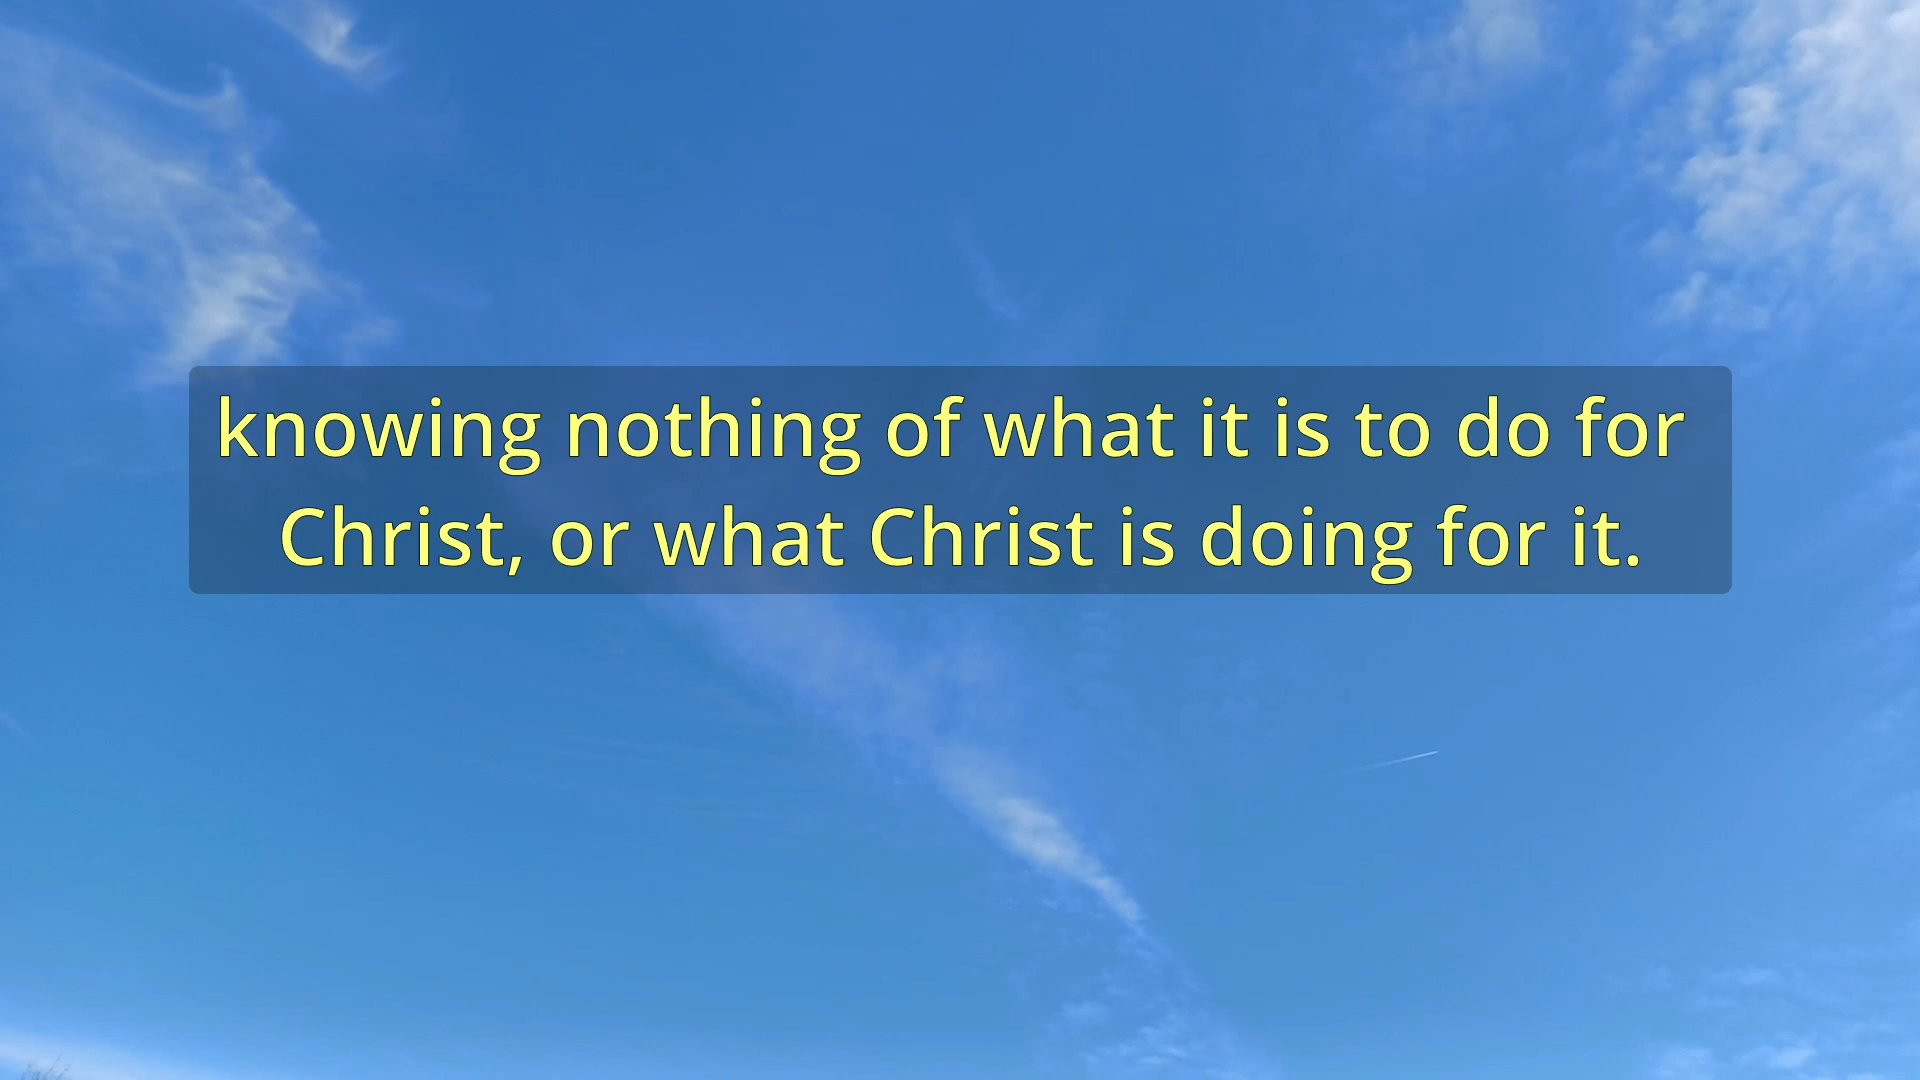 knowing nothing of what it is to do for
Christ, or what Christ is doing for it.